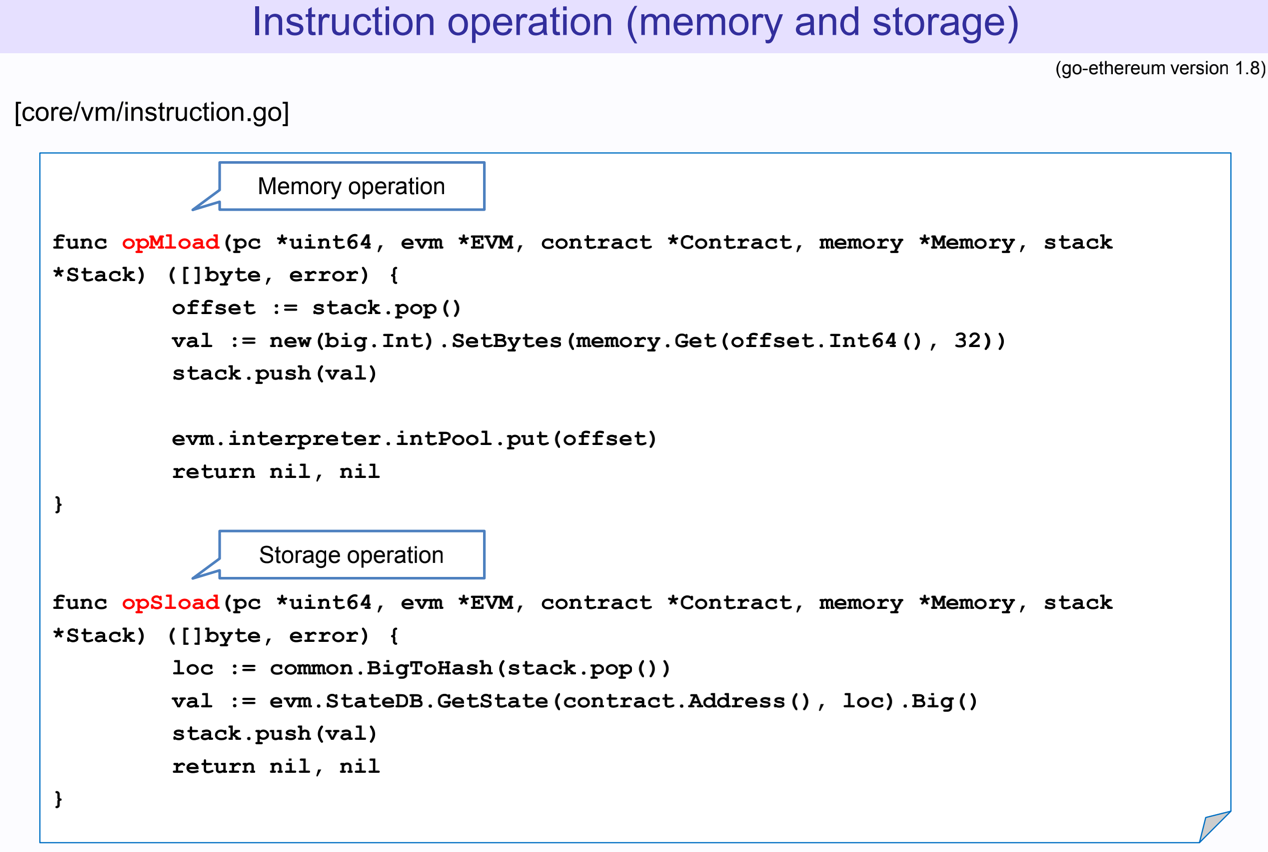 Instruction operation (memory and storage)
(go-ethereum version 1.8)
[core/vm/instruction.go]
Memory operation
func opMload(pc *uint64, evm *EVM, contract *Contract, memory *Memory, stack
*Stack) ([]byte, error) {
offset := stack.pop()
val := new(big.Int).SetBytes(memory.Get(offset.Int64(), 32))
stack.push(val)
evm.interpreter.intPool.put(offset)
return nil, nil
}
Storage operation
func opSload(pc *uint64, evm *EVM, contract *Contract, memory *Memory, stack
*Stack) ([]byte, error) {
loc := common.BigToHash(stack.pop())
val := evm.StateDB.GetState(contract.Address(), loc).Big()
stack.push(val)
return nil, nil
}